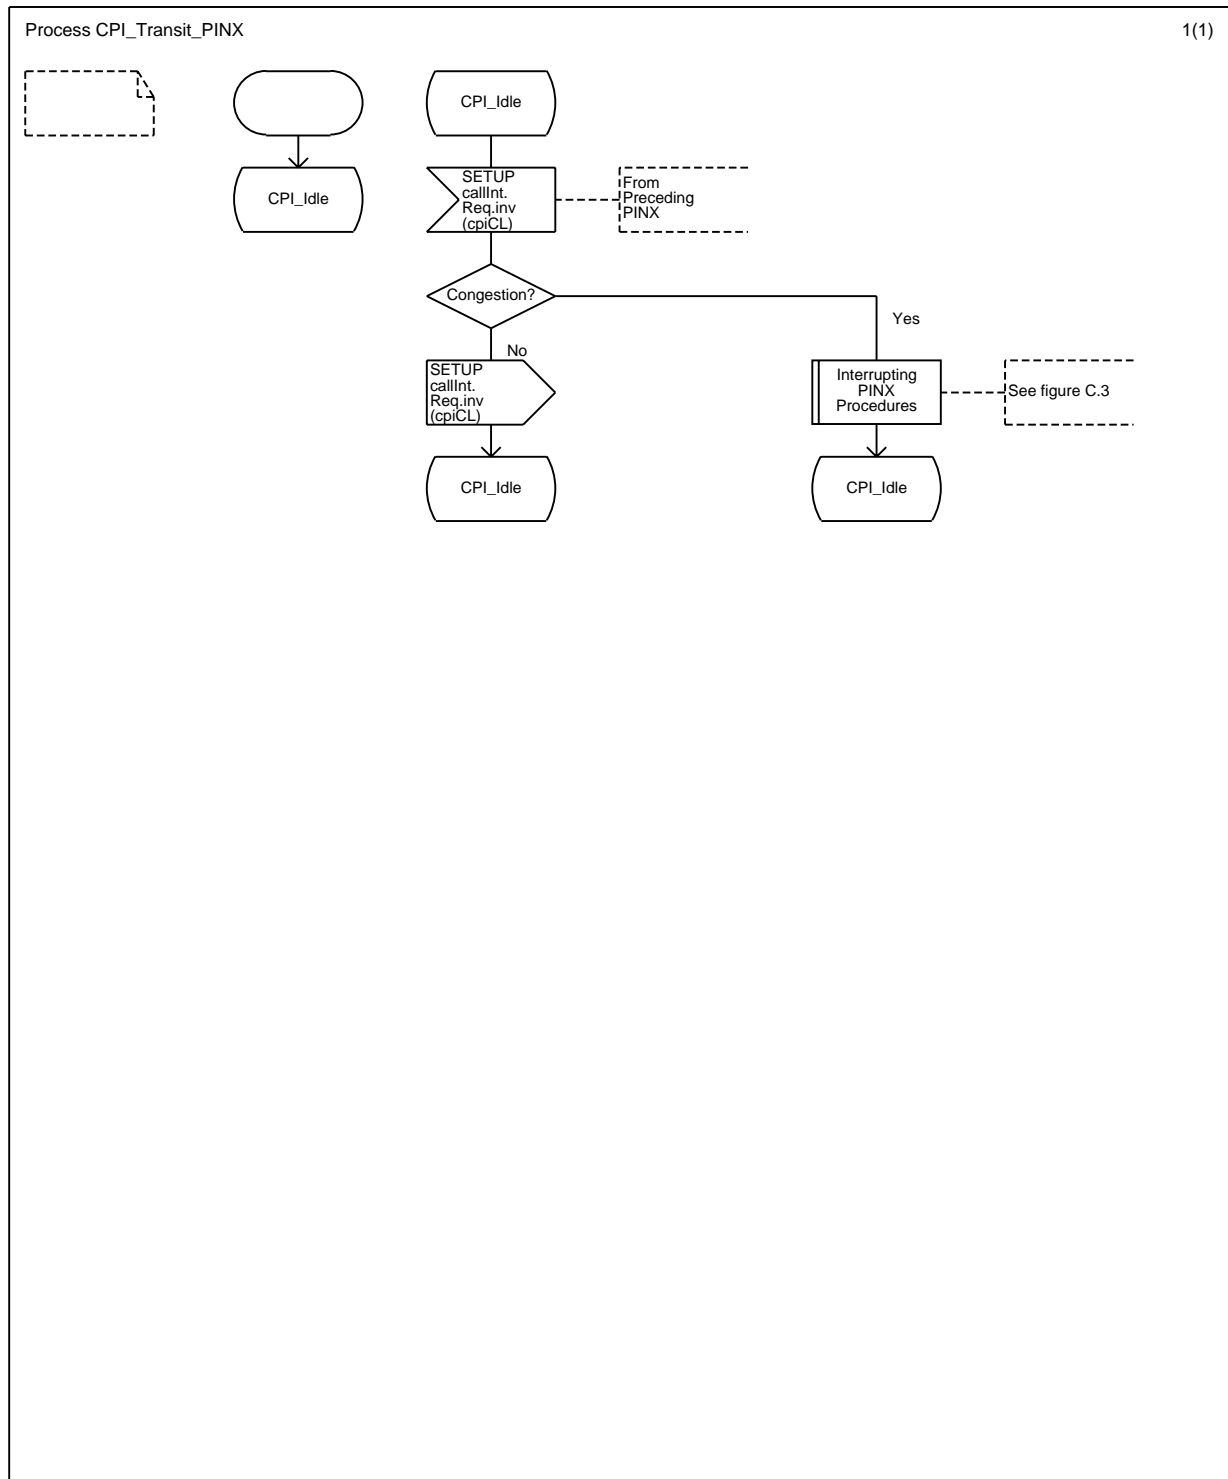 Process CPI_Transit_PINX
1(1)
CPI_Idle
CPI_Idle
SETUP
callInt.
Req.inv
(cpiCL)
From
Preceding
PINX
Congestion?
Yes
No
SETUP
callInt.
Req.inv
(cpiCL)
Interrupting
PINX
Procedures
See figure C.3
CPI_Idle
CPI_Idle